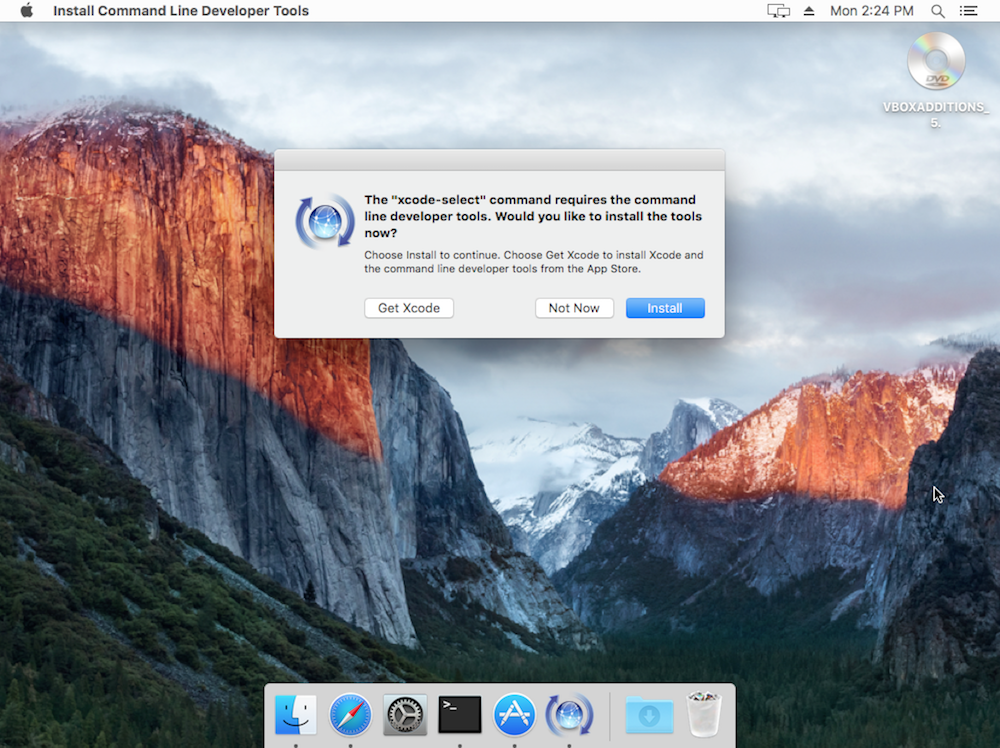 Install Command Line Developer Tools
Mon 2:24 PM
DVD
VBOXADDITIONS_
5.
The "xcode-select" command requires the command
line developer tools. Would you like to install the tools
now?
Choose Install to continue. Choose Get Xcode to install Xcode and
the command line developer tools from the App Store.
Get Xcode
Not Now
Install
>_